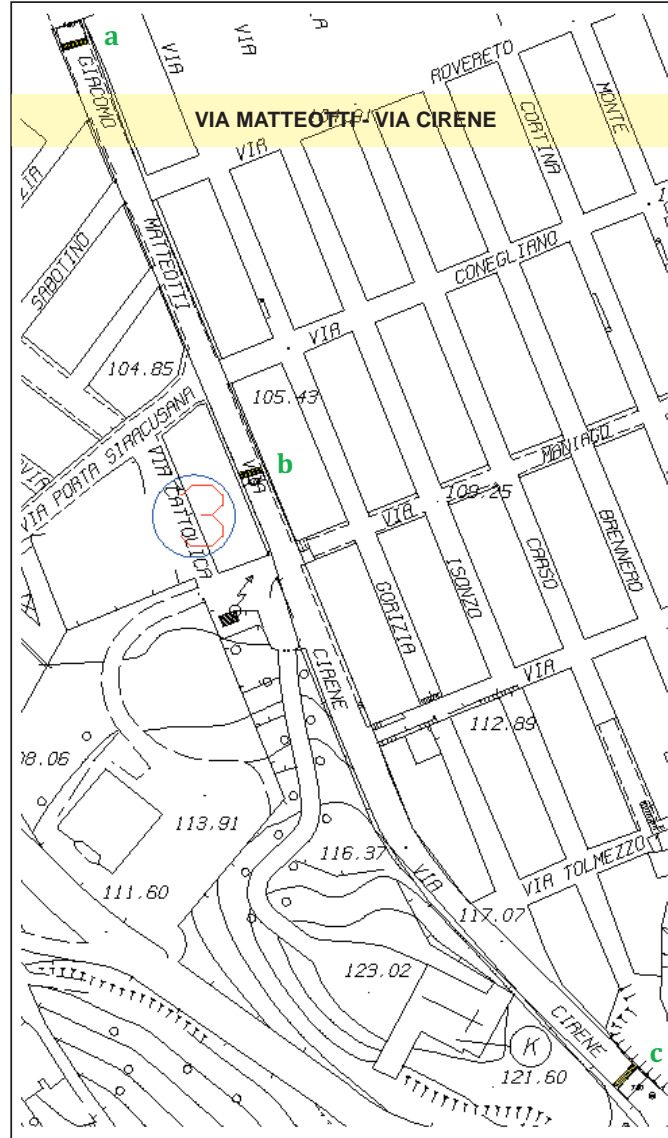 a
VIA
VIA
GIACOMO
ROVERETO
MONTE
CORTINA
VIA MATTEOTTI - VIA CIRENE
VIA
MATTEOTTI
SABOTINO
CONEGLIANO
VIA
104.85
105.43
VIA PORTA SIRACUSANA
MANIAGO
b
VIA
VIA CATTOLICA
3
109.25
VIA
BRENNERO
CARSO
ISONZO
GORIZIA
CIRENE
VIA
112.89
08.06
113.91
116.37
VIA
VIA TOLMEZZO
111.60
117.07
123.02
CIRENE
K
c
121.60